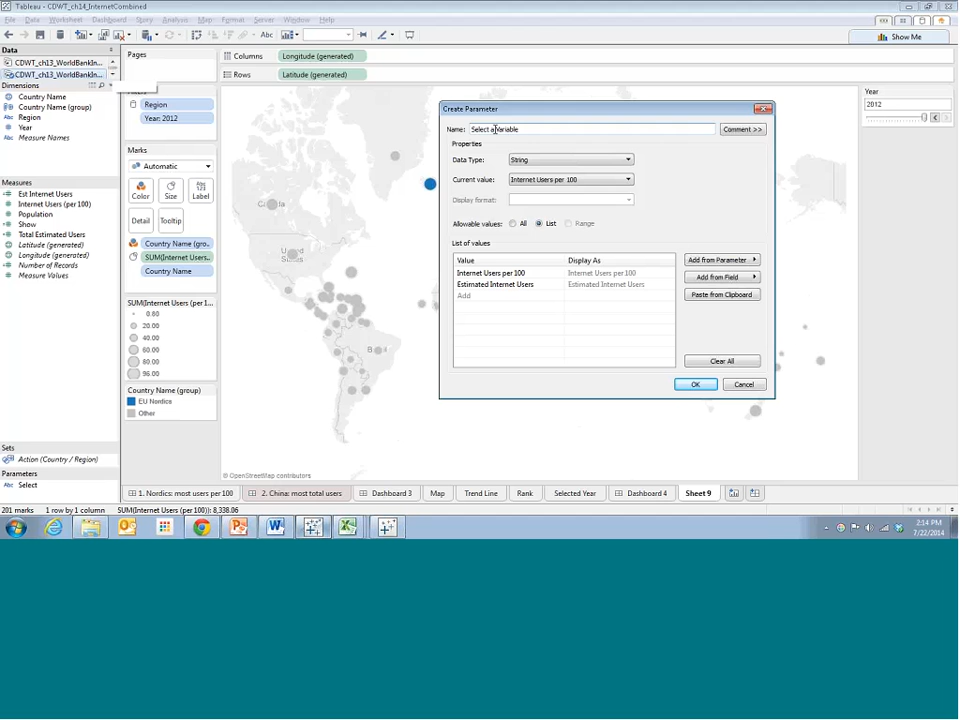 Tableau - CDWT_ch14_InternetCombined
File Data Worksheet Dashboard Story Analysis Map Format Server Window Help
Abc
Show Me
Data
CDWT_ch13_WorldBankIn...
CDWT_ch13_WorldBankIn...
Dimensions
Country Name
Country Name (group)
Region
Year
Measure Names
Measures
Est Internet Users
Internet Users (per 100)
Population
Show
Total Estimated Users
Latitude (generated)
Longitude (generated)
Number of Records
Measure Values
Sets
Action (Country / Region)
Parameters
Abc Select
Pages
Region
Year: 2012
Marks
Automatic
Color
Size
Abc
123
Label
Detail
Tooltip
Country Name (gro..
SUM(Internet Users..
Country Name
SUM(Internet Users (per 1...
0.80
20.00
40.00
60.00
80.00
96.00
Country Name (group)
EU Nordics
Other
Columns
Longitude (generated)
Rows
Latitude (generated)
United
States
© OpenStreetMap contributors
Create Parameter
Name: Select a Variable
Comment >>
Properties
Data Type: String
Current value: Internet Users per 100
Display format:
Allowable values: All List Range
List of values
Value Display As
Internet Users per 100 Internet Users per 100
Estimated Internet Users Estimated Internet Users
Add
Add from Parameter
Add from Field
Paste from Clipboard
Clear All
OK
Cancel
Year
2012
1. Nordics: most users per 100
2. China: most total users
Dashboard 3
Map
Trend Line
Rank
Selected Year
Dashboard 4
Sheet 9
201 marks 1 row by 1 column SUM(Internet Users (per 100)): 8,338.06
2:14 PM
7/22/2014